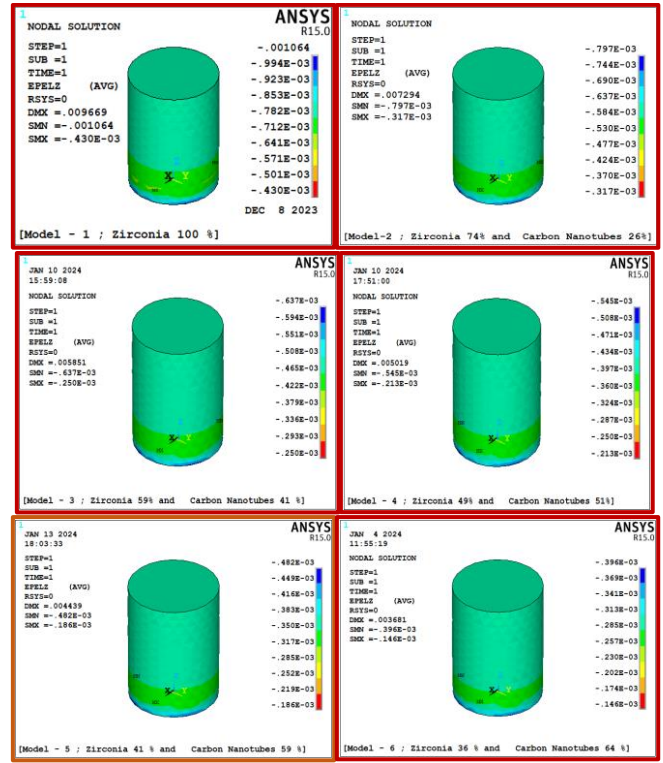 1
NODAL SOLUTION
STEP=1
SUB =1
TIME=1
EPELZ (AVG)
RSYS=0
DMX =.009669
SMN =-.001064
SMX =-.430E-03
ANSYS
R15.0
-.001064
-.994E-03
-.923E-03
-.853E-03
-.782E-03
-.712E-03
-.641E-03
-.571E-03
-.501E-03
-.430E-03
DEC 8 2023
X Y
[Model - 1 ; Zirconia 100 %]
1
NODAL SOLUTION
STEP=1
SUB =1
TIME=1
EPELZ (AVG)
RSYS=0
DMX =.007294
SMN =-.797E-03
SMX =-.317E-03
-.797E-03
-.744E-03
-.690E-03
-.637E-03
-.584E-03
-.530E-03
-.477E-03
-.424E-03
-.370E-03
-.317E-03
X Y
[Model-2 ; Zirconia 74% and Carbon Nanotubes 26%]
1
JAN 10 2024
15:59:08
NODAL SOLUTION
STEP=1
SUB =1
TIME=1
EPELZ (AVG)
RSYS=0
DMX =.005851
SMN =-.637E-03
SMX =-.250E-03
ANSYS
R15.0
-.637E-03
-.594E-03
-.551E-03
-.508E-03
-.465E-03
-.422E-03
-.379E-03
-.336E-03
-.293E-03
-.250E-03
X Y
[Model - 3 ; Zirconia 59% and Carbon Nanotubes 41 %]
1
JAN 10 2024
17:51:00
NODAL SOLUTION
STEP=1
SUB =1
TIME=1
EPELZ (AVG)
RSYS=0
DMX =.005019
SMN =-.545E-03
SMX =-.213E-03
ANSYS
R15.0
-.545E-03
-.508E-03
-.471E-03
-.434E-03
-.397E-03
-.360E-03
-.324E-03
-.287E-03
-.250E-03
-.213E-03
X Y
[Model - 4 ; Zirconia 49% and Carbon Nanotubes 51%]
1
JAN 13 2024
18:03:33
STEP=1
SUB =1
TIME=1
EPELZ (AVG)
RSYS=0
DMX =.004439
SMN =-.482E-03
SMX =-.186E-03
ANSYS
R15.0
-.482E-03
-.449E-03
-.416E-03
-.383E-03
-.350E-03
-.317E-03
-.285E-03
-.252E-03
-.219E-03
-.186E-03
X Y
[Model - 5 ; Zirconia 41 % and Carbon Nanotubes 59 %]
1
JAN 4 2024
11:55:19
NODAL SOLUTION
STEP=1
SUB =1
TIME=1
EPELZ (AVG)
RSYS=0
DMX =.003681
SMN =-.396E-03
SMX =-.146E-03
ANSYS
R15.0
-.396E-03
-.369E-03
-.341E-03
-.313E-03
-.285E-03
-.257E-03
-.230E-03
-.202E-03
-.174E-03
-.146E-03
X Y
[Model - 6 ; Zirconia 36 % and Carbon Nanotubes 64 %]